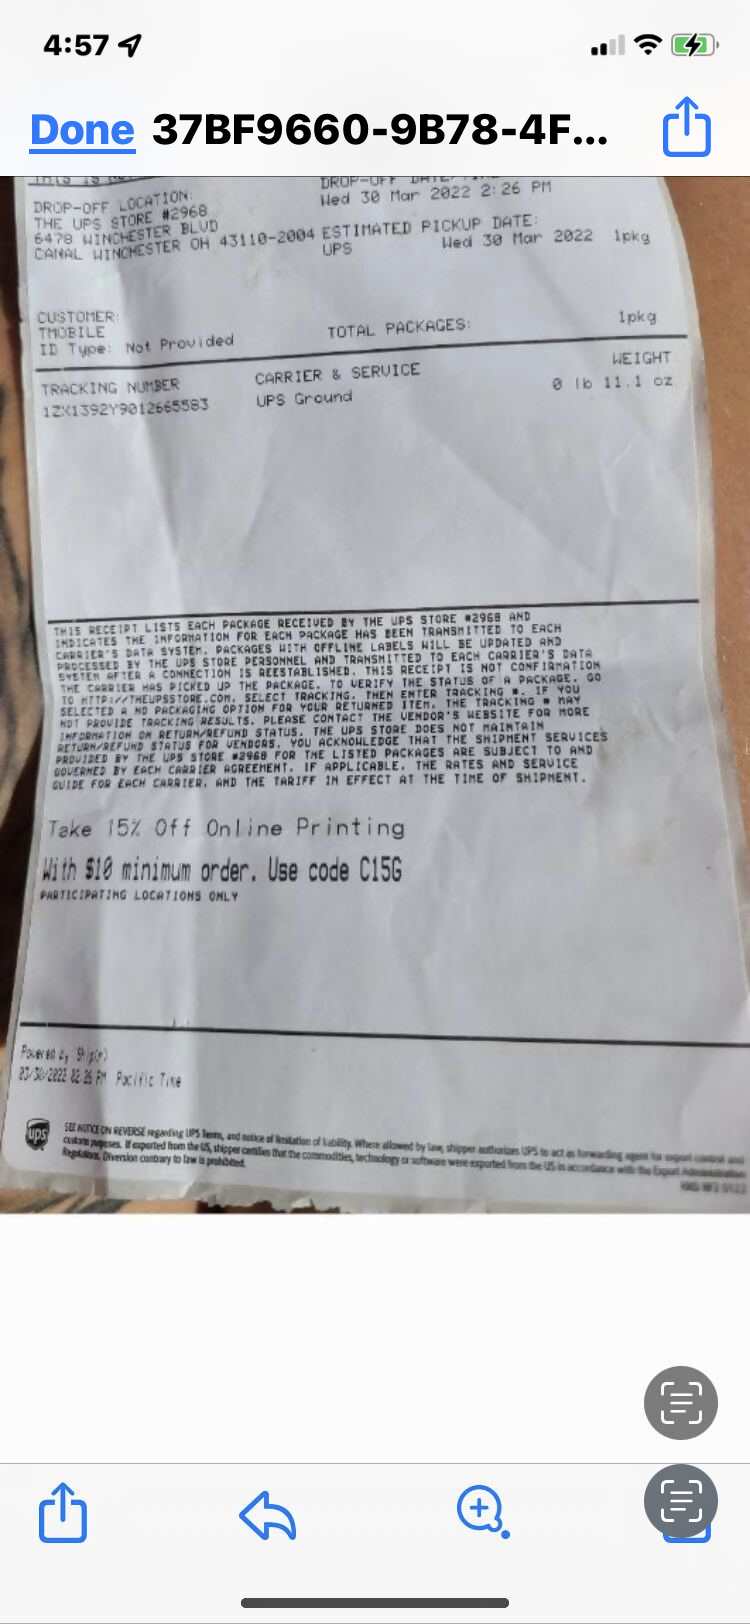 4:57
Done 37BF9660-9B78-4F...
DROP-OFF LOCATION:
THE UPS STORE #2968
6478 WINCHESTER BLVD
CANAL WINCHESTER OH 43110-2004
DROP-OFF DATE/TIME
Wed 30 Mar 2022 2:26 PM
ESTIMATED PICKUP DATE:
UPS Wed 30 Mar 2022 1pkg
CUSTOMER:
TMOBILE
ID Type: Not Provided
TOTAL PACKAGES: 1pkg
TRACKING NUMBER CARRIER & SERVICE WEIGHT
1ZX1392Y9012665583 UPS Ground 0 lb 11.1 oz
THIS RECEIPT LISTS EACH PACKAGE RECEIVED BY THE UPS STORE #2968 AND
INDICATES THE INFORMATION FOR EACH PACKAGE HAS BEEN TRANSMITTED TO EACH
CARRIER'S DATA SYSTEM. PACKAGES WITH OFFLINE LABELS WILL BE UPDATED AND
PROCESSED BY THE UPS STORE PERSONNEL AND TRANSMITTED TO EACH CARRIER'S DATA
SYSTEM AFTER A CONNECTION IS REESTABLISHED. THIS RECEIPT IS NOT CONFIRMATION
THE CARRIER HAS PICKED UP THE PACKAGE. TO VERIFY THE STATUS OF A PACKAGE, GO
TO HTTP://THEUPSSTORE.COM, SELECT TRACKING, THEN ENTER TRACKING #. IF YOU
SELECTED A NO PACKAGING OPTION FOR YOUR RETURNED ITEM, THE TRACKING # MAY
NOT PROVIDE TRACKING RESULTS. PLEASE CONTACT THE VENDOR'S WEBSITE FOR MORE
INFORMATION ON RETURN/REFUND STATUS. THE UPS STORE DOES NOT MAINTAIN
RETURN/REFUND STATUS FOR VENDORS. YOU ACKNOWLEDGE THAT THE SHIPMENT SERVICES
PROVIDED BY THE UPS STORE #2968 FOR THE LISTED PACKAGES ARE SUBJECT TO AND
GOVERNED BY EACH CARRIER AGREEMENT, IF APPLICABLE, THE RATES AND SERVICE
GUIDE FOR EACH CARRIER, AND THE TARIFF IN EFFECT AT THE TIME OF SHIPMENT.
Take 15% Off Online Printing
With $10 minimum order. Use code C15G
PARTICIPATING LOCATIONS ONLY
Powered by Ship(r)
03/30/2022 02:26 PM Pacific Time
ups
SEE NOTICE ON REVERSE regarding UPS Terms, and notice of limitation of liability. Where allowed by law, shipper authorizes UPS to act as forwarding agent for export control and
customs purposes. If exported from the US, shipper certifies that the commodities, technology or software were exported from the US in accordance with the Export Administration
Regulations. Diversion contrary to law is prohibited.